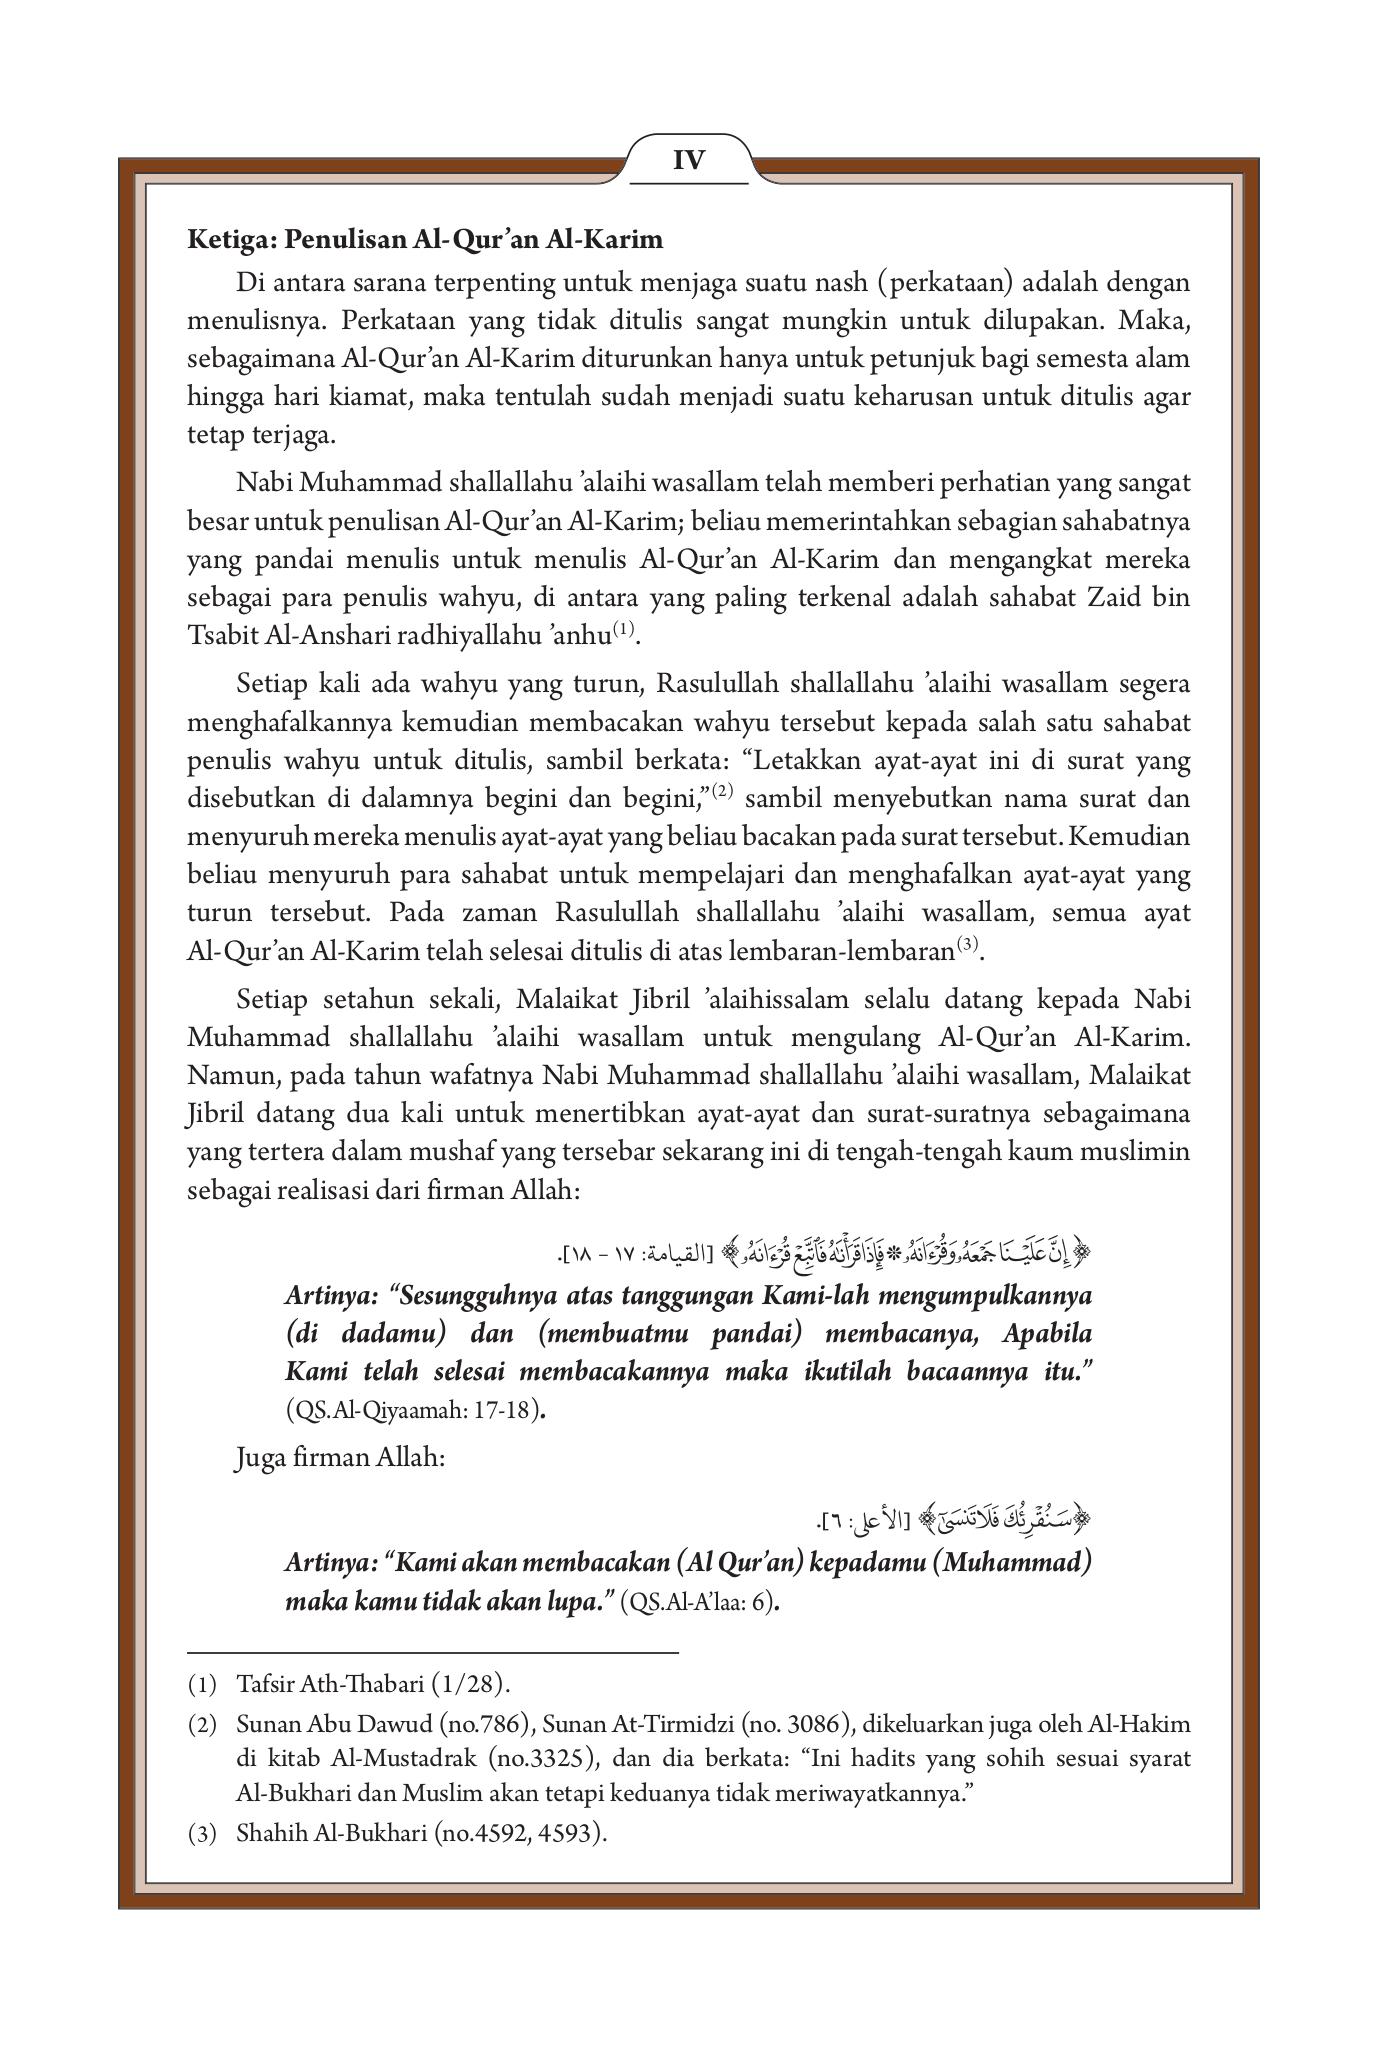 IV
Ketiga: Penulisan Al-Qur’an Al-Karim
Di antara sarana terpenting untuk menjaga suatu nash (perkataan) adalah dengan
menulisnya. Perkataan yang tidak ditulis sangat mungkin untuk dilupakan. Maka,
sebagaimana Al-Qur’an Al-Karim diturunkan hanya untuk petunjuk bagi semesta alam
hingga hari kiamat, maka tentulah sudah menjadi suatu keharusan untuk ditulis agar
tetap terjaga.
Nabi Muhammad shallallahu ’alaihi wasallam telah memberi perhatian yang sangat
besar untuk penulisan Al-Qur’an Al-Karim; beliau memerintahkan sebagian sahabatnya
yang pandai menulis untuk menulis Al-Qur’an Al-Karim dan mengangkat mereka
sebagai para penulis wahyu, di antara yang paling terkenal adalah sahabat Zaid bin
Tsabit Al-Anshari radhiyallahu ’anhu(1).
Setiap kali ada wahyu yang turun, Rasulullah shallallahu ’alaihi wasallam segera
menghafalkannya kemudian membacakan wahyu tersebut kepada salah satu sahabat
penulis wahyu untuk ditulis, sambil berkata: “Letakkan ayat-ayat ini di surat yang
disebutkan di dalamnya begini dan begini,”(2) sambil menyebutkan nama surat dan
menyuruh mereka menulis ayat-ayat yang beliau bacakan pada surat tersebut. Kemudian
beliau menyuruh para sahabat untuk mempelajari dan menghafalkan ayat-ayat yang
turun tersebut. Pada zaman Rasulullah shallallahu ’alaihi wasallam, semua ayat
Al-Qur’an Al-Karim telah selesai ditulis di atas lembaran-lembaran(3).
Setiap setahun sekali, Malaikat Jibril ’alaihissalam selalu datang kepada Nabi
Muhammad shallallahu ’alaihi wasallam untuk mengulang Al-Qur’an Al-Karim.
Namun, pada tahun wafatnya Nabi Muhammad shallallahu ’alaihi wasallam, Malaikat
Jibril datang dua kali untuk menertibkan ayat-ayat dan surat-suratnya sebagaimana
yang tertera dalam mushaf yang tersebar sekarang ini di tengah-tengah kaum muslimin
sebagai realisasi dari firman Allah:
﴿إِنَّ عَلَيْنَا جَمْعَهُۥ وَقُرْءَانَهُۥ ❋ فَإِذَا قَرَأْنَٰهُ فَٱتَّبِعْ قُرْءَانَهُۥ﴾ [القيامة: ١٧ – ١٨].
Artinya: “Sesungguhnya atas tanggungan Kami-lah mengumpulkannya
(di dadamu) dan (membuatmu pandai) membacanya, Apabila
Kami telah selesai membacakannya maka ikutilah bacaannya itu.”
(QS.Al-Qiyaamah: 17-18).
Juga firman Allah:
﴿سَنُقْرِئُكَ فَلَا تَنسَىٰٓ﴾ [الأعلى: ٦].
Artinya: “Kami akan membacakan (Al Qur’an) kepadamu (Muhammad)
maka kamu tidak akan lupa.” (QS.Al-A’laa: 6).
(1) Tafsir Ath-Thabari (1/28).
(2) Sunan Abu Dawud (no.786), Sunan At-Tirmidzi (no. 3086), dikeluarkan juga oleh Al-Hakim
di kitab Al-Mustadrak (no.3325), dan dia berkata: “Ini hadits yang sohih sesuai syarat
Al-Bukhari dan Muslim akan tetapi keduanya tidak meriwayatkannya.”
(3) Shahih Al-Bukhari (no.4592, 4593).